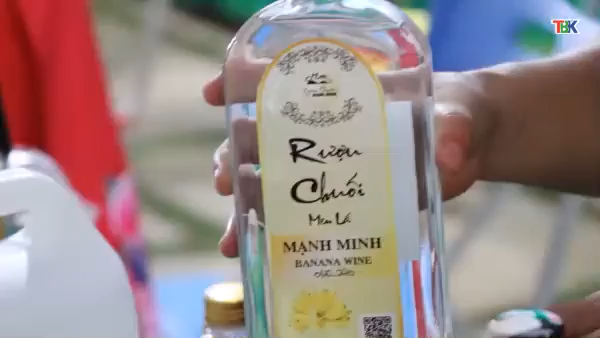 TBK
Rượu
Chuối
Men Lá
MẠNH MINH
BANANA WINE